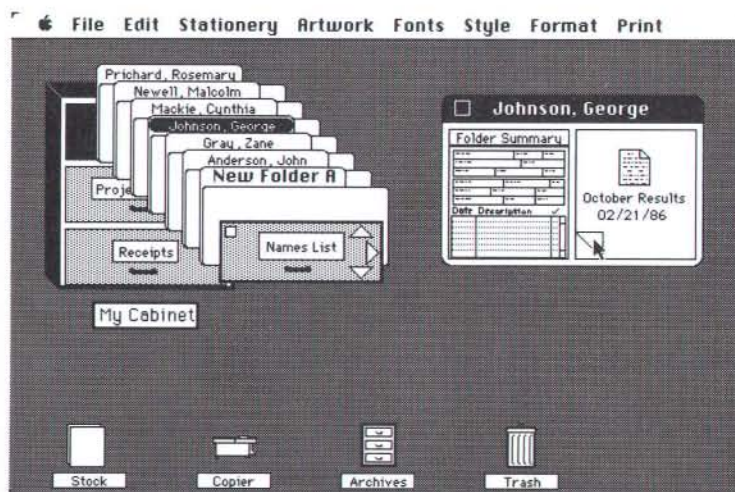 File Edit Stationery Artwork Fonts Style Format Print
Prichard, Rosemary
Newell, Malcolm
Mackie, Cynthia
Johnson, George
Gray, Zane
Anderson, John
New Folder A
Names List
Receipts
My Cabinet
Johnson, George
Folder Summary
Date Description ✓
October Results
02/21/86
Stock Copier Archives Trash